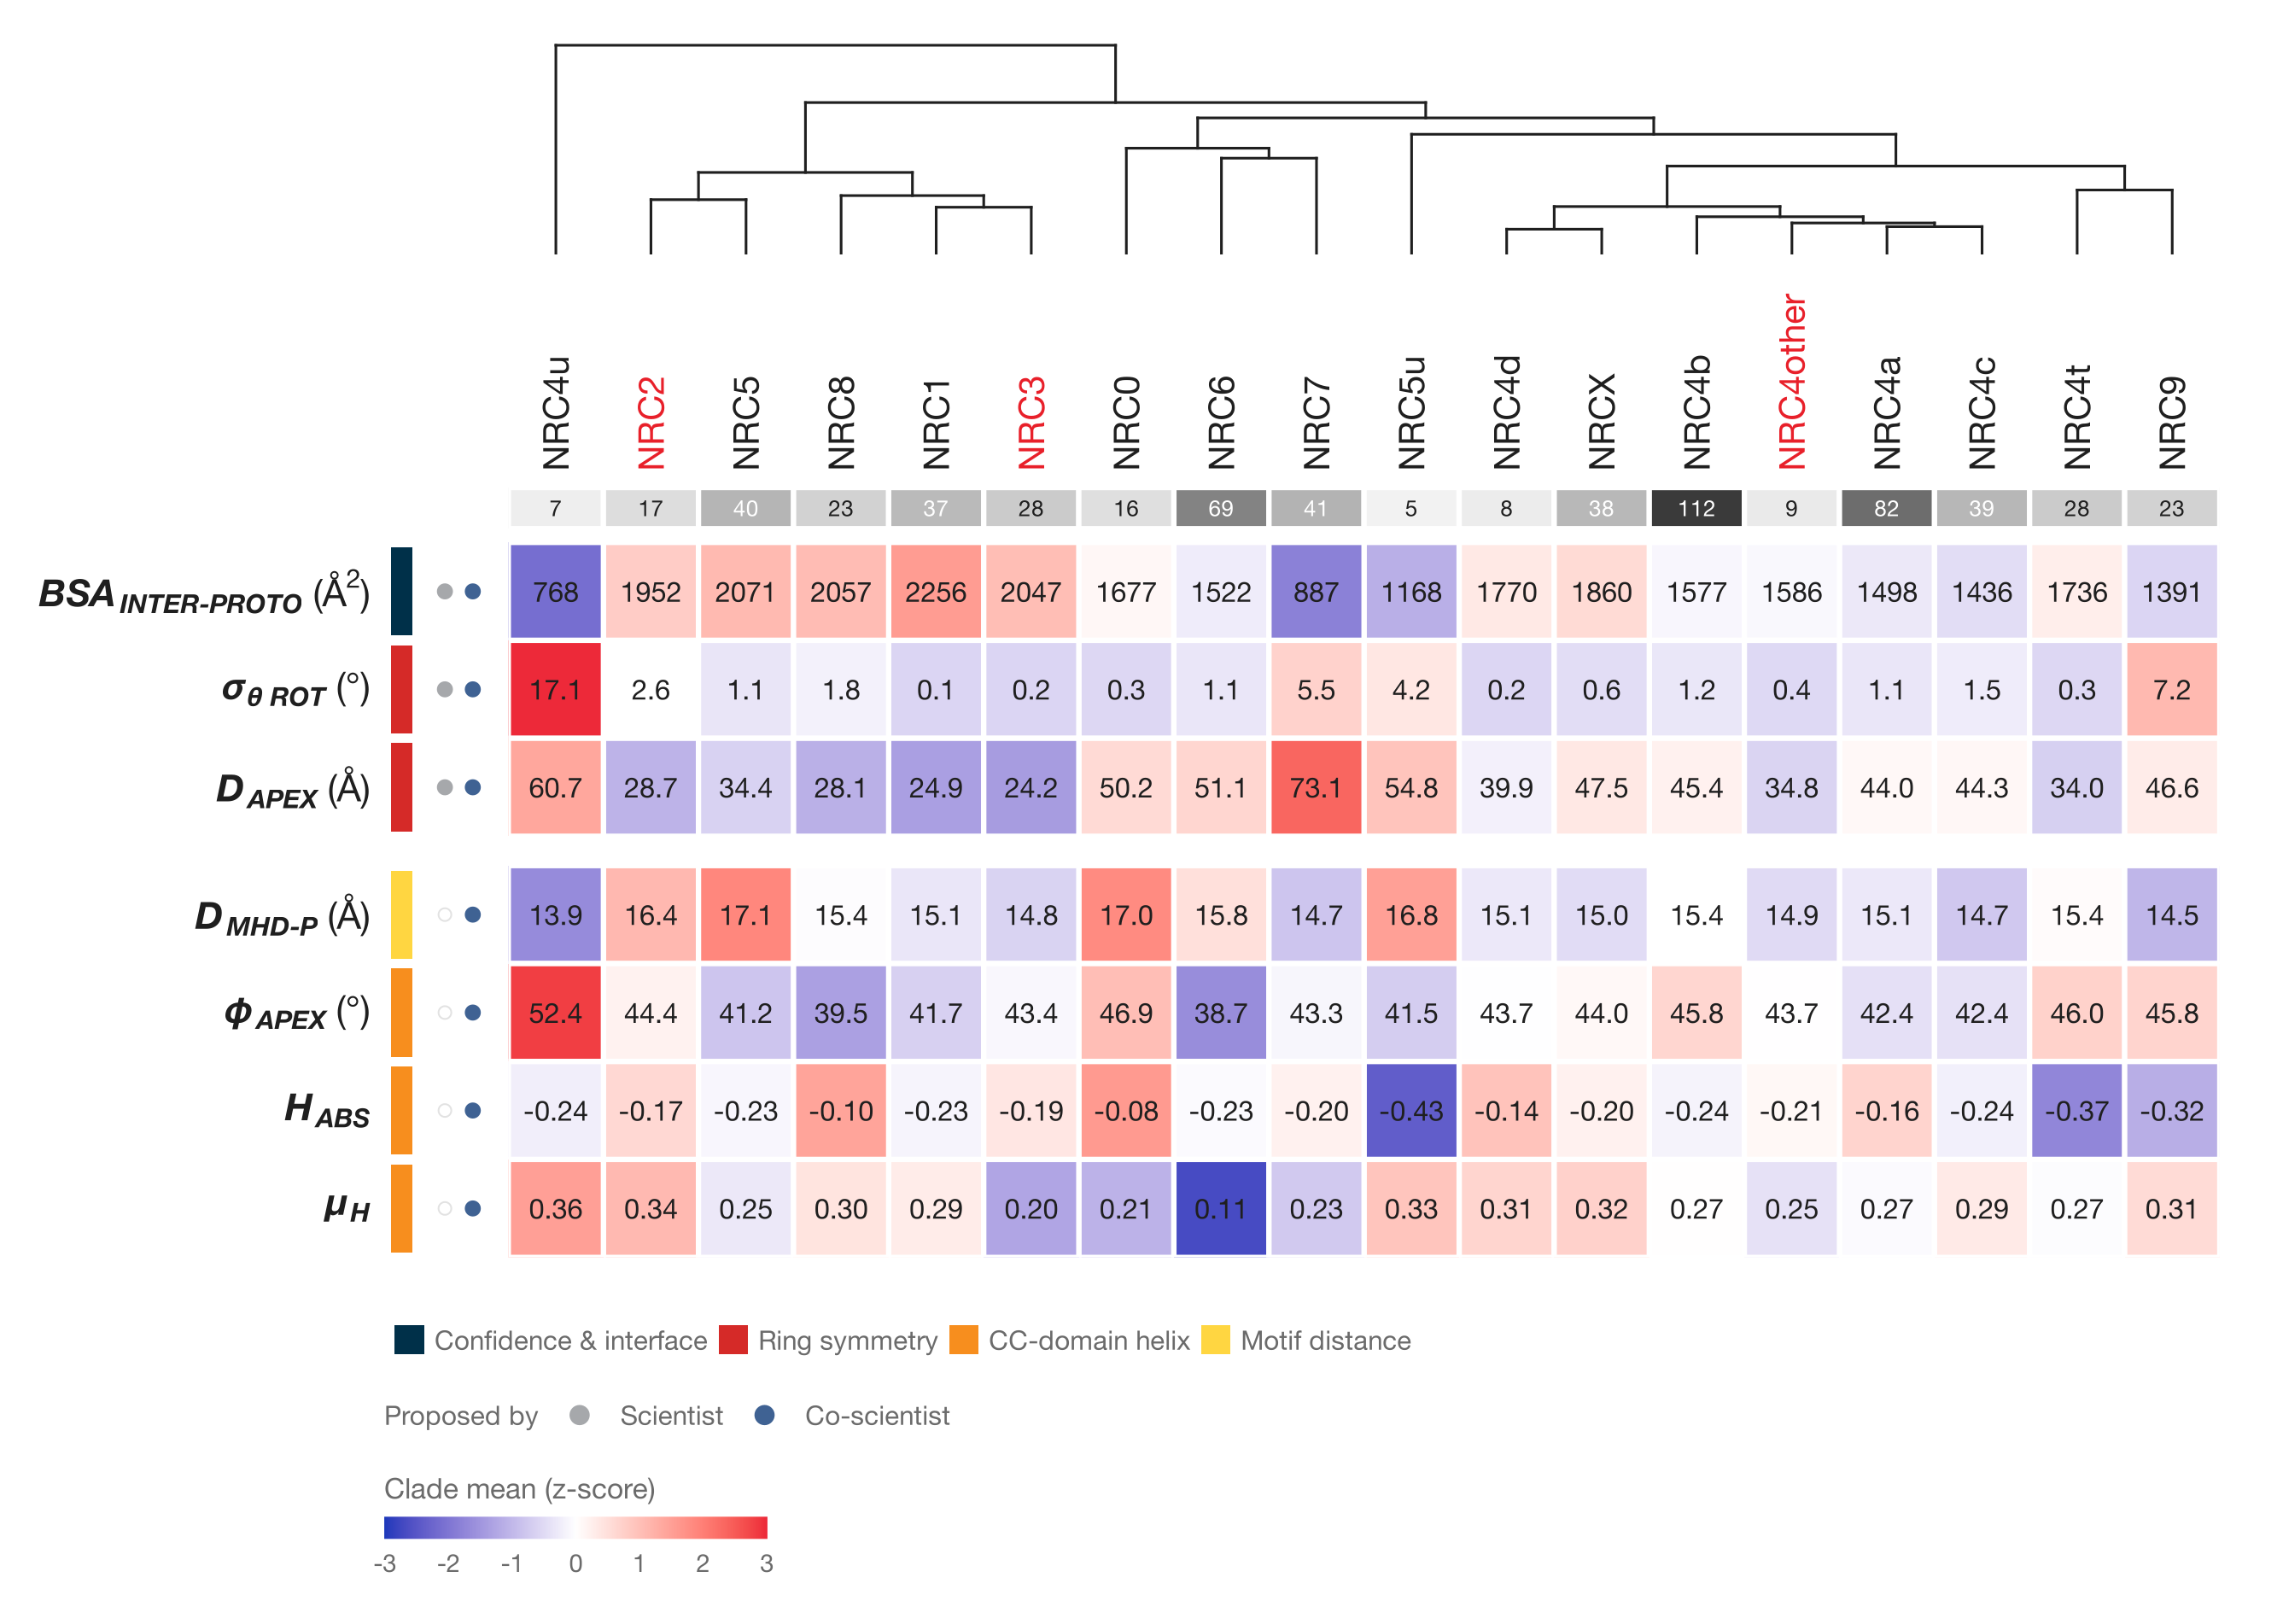 NRC4u NRC2 NRC5 NRC8 NRC1 NRC3 NRC0 NRC6 NRC7 NRC5u NRC4d NRCX NRC4b NRC4other NRC4a NRC4c NRC4t NRC9
7 17 40 23 37 28 16 69 41 5 8 38 112 9 82 39 28 23
BSA INTER-PROTO (Å²) 768 1952 2071 2057 2256 2047 1677 1522 887 1168 1770 1860 1577 1586 1498 1436 1736 1391
σ θ ROT (°) 17.1 2.6 1.1 1.8 0.1 0.2 0.3 1.1 5.5 4.2 0.2 0.6 1.2 0.4 1.1 1.5 0.3 7.2
D APEX (Å) 60.7 28.7 34.4 28.1 24.9 24.2 50.2 51.1 73.1 54.8 39.9 47.5 45.4 34.8 44.0 44.3 34.0 46.6
D MHD-P (Å) 13.9 16.4 17.1 15.4 15.1 14.8 17.0 15.8 14.7 16.8 15.1 15.0 15.4 14.9 15.1 14.7 15.4 14.5
ϕ APEX (°) 52.4 44.4 41.2 39.5 41.7 43.4 46.9 38.7 43.3 41.5 43.7 44.0 45.8 43.7 42.4 42.4 46.0 45.8
H ABS -0.24 -0.17 -0.23 -0.10 -0.23 -0.19 -0.08 -0.23 -0.20 -0.43 -0.14 -0.20 -0.24 -0.21 -0.16 -0.24 -0.37 -0.32
μ H 0.36 0.34 0.25 0.30 0.29 0.20 0.21 0.11 0.23 0.33 0.31 0.32 0.27 0.25 0.27 0.29 0.27 0.31
Confidence & interface Ring symmetry CC-domain helix Motif distance
Proposed by Scientist Co-scientist
Clade mean (z-score)
-3 -2 -1 0 1 2 3